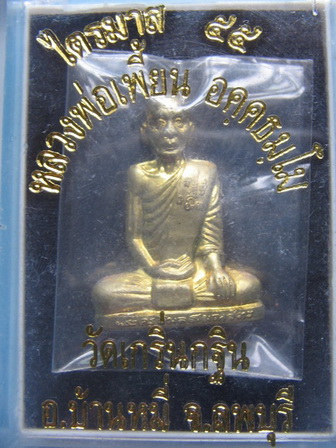 ไตรมาส ๕๕
หลวงพ่อเพี้ยน อคฺคธมฺโม
วัดเกริ่นกฐิน
อ.บ้านหมี่ จ.ลพบุรี